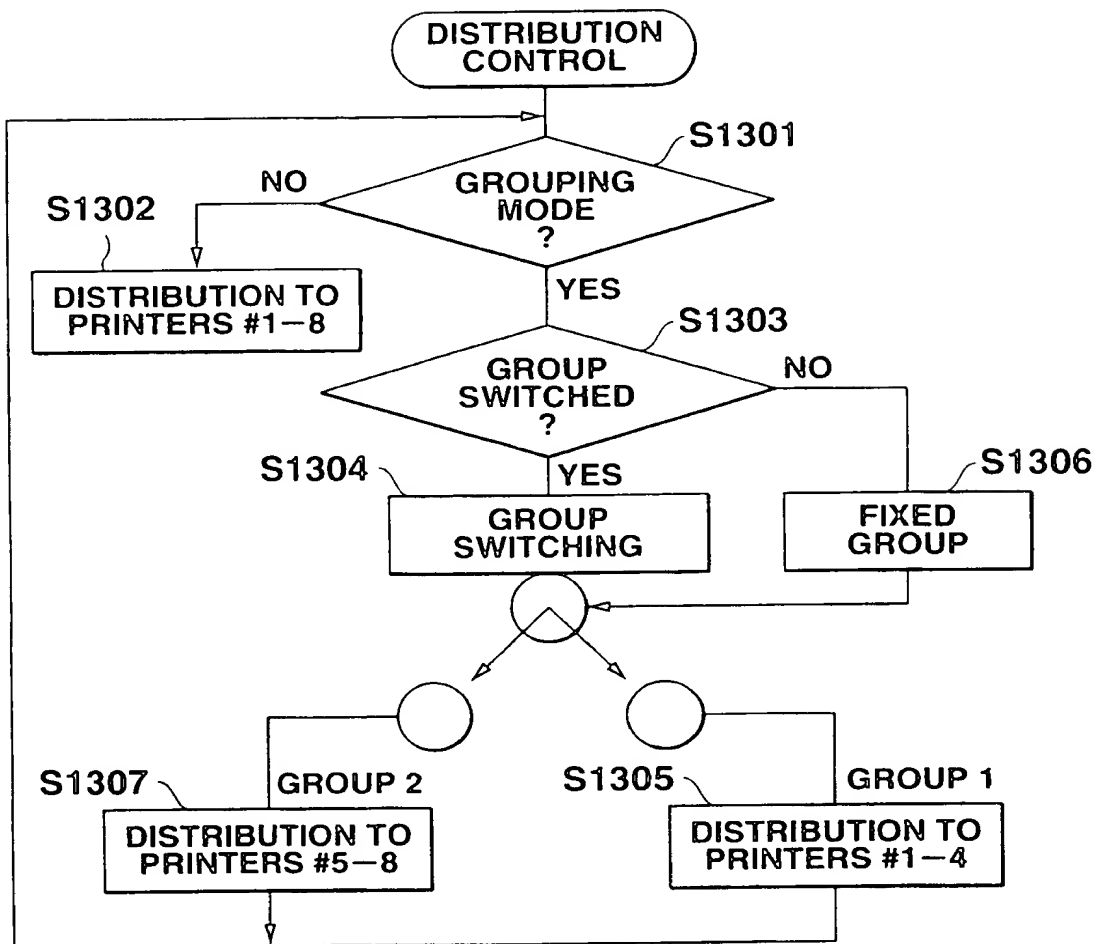 DISTRIBUTION
CONTROL
S1301
NO
GROUPING
MODE
?
S1302
YES
DISTRIBUTION TO
PRINTERS #1–8
S1303
GROUP
SWITCHED
?
NO
S1304
YES
S1306
GROUP
SWITCHING
FIXED
GROUP
S1307
GROUP 2
S1305
GROUP 1
DISTRIBUTION TO
PRINTERS #5–8
DISTRIBUTION TO
PRINTERS #1–4